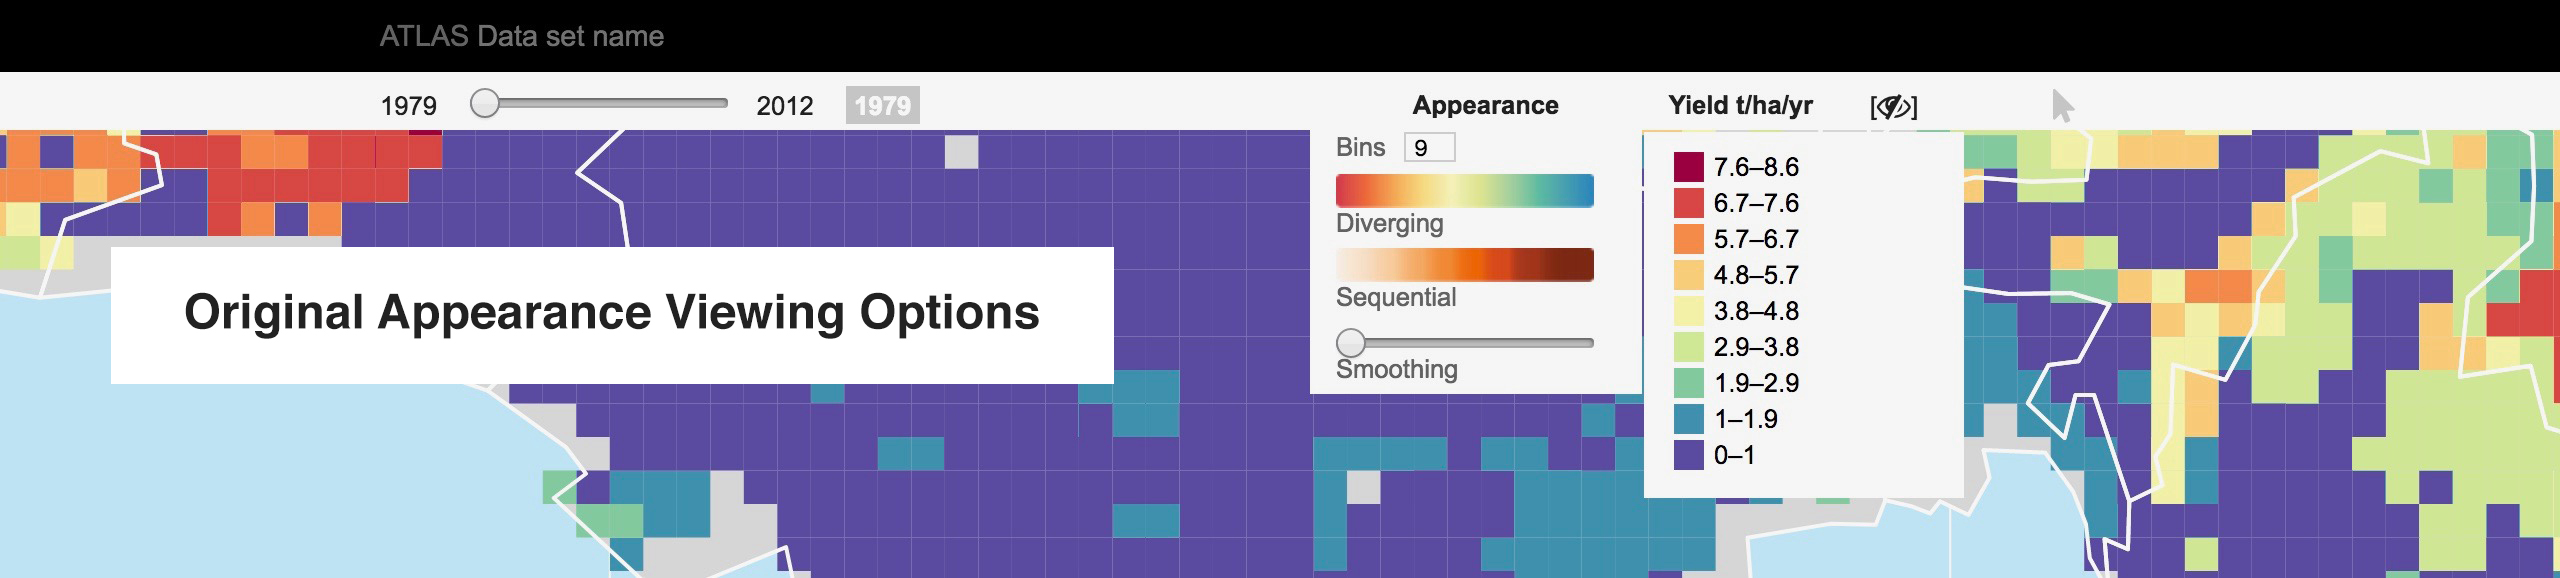 ATLAS Data set name
1979 2012 1979
Appearance
Yield t/ha/yr
Bins 9
Diverging
Sequential
Smoothing
7.6–8.6
6.7–7.6
5.7–6.7
4.8–5.7
3.8–4.8
2.9–3.8
1.9–2.9
1–1.9
0–1
Original Appearance Viewing Options